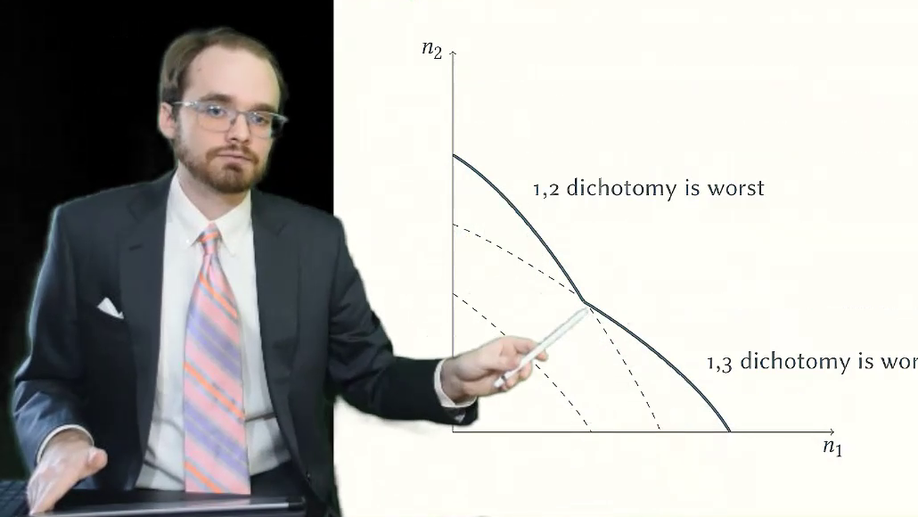 n₂
1,2 dichotomy is worst
1,3 dichotomy is wor
n₁